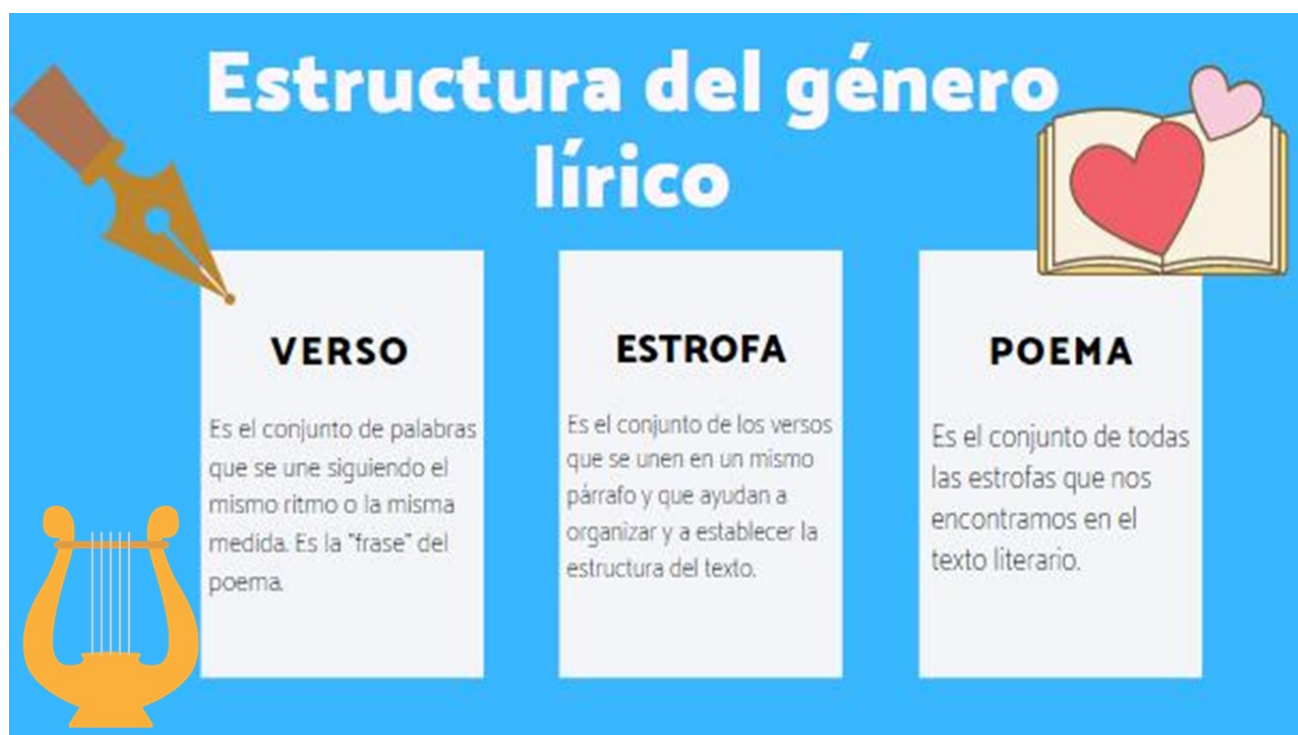 Estructura del género
lírico
VERSO
Es el conjunto de palabras
que se une siguiendo el
mismo ritmo o la misma
medida. Es la "frase" del
poema.
ESTROFA
Es el conjunto de los versos
que se unen en un mismo
párrafo y que ayudan a
organizar y a establecer la
estructura del texto.
POEMA
Es el conjunto de todas
las estrofas que nos
encontramos en el
texto literario.